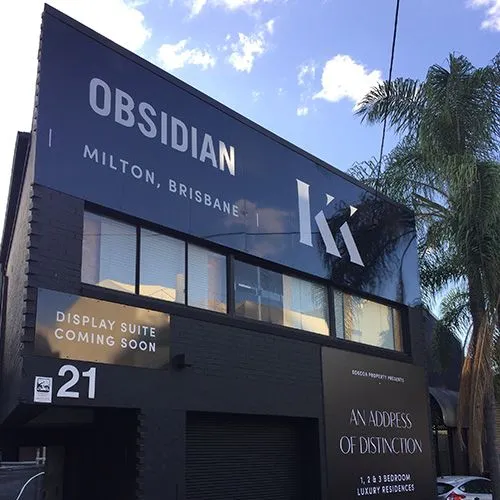 OBSIDIAN
MILTON, BRISBANE
DISPLAY SUITE
COMING SOON
21
PROPERTY PRESENTS
AN ADDRESS
OF DISTINCTION
1, 2 & 3 BEDROOM
LUXURY RESIDENCES